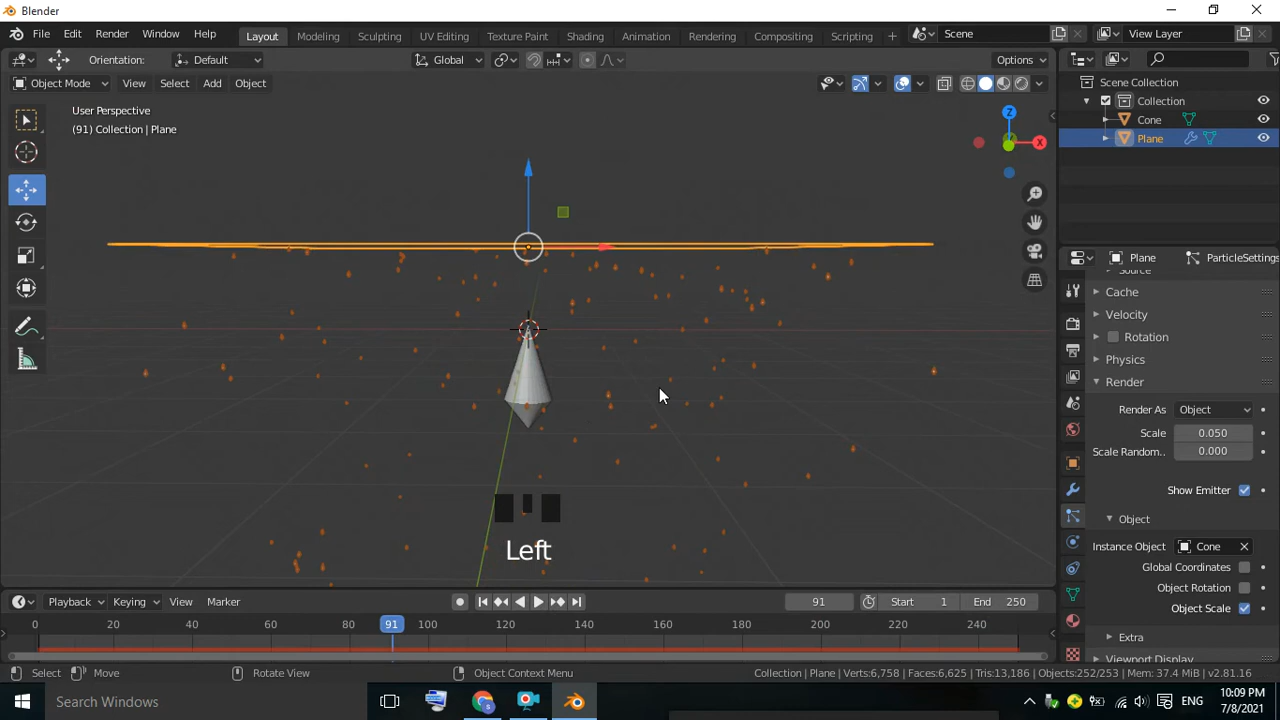 Blender
File Edit Render Window Help Layout Modeling Sculpting UV Editing Texture Paint Shading Animation Rendering Compositing Scripting + Scene View Layer
Orientation: Default Global Options
Object Mode View Select Add Object
User Perspective
(91) Collection | Plane
Z
X
Left
Scene Collection
Collection
Cone
Plane
Plane ParticleSettings
Source
Cache
Velocity
Rotation
Physics
Render
Render As Object
Scale 0.050
Scale Random.. 0.000
Show Emitter
Object
Instance Object Cone
Global Coordinates
Object Rotation
Object Scale
Extra
Viewport Display
Playback Keying View Marker 91 Start 1 End 250
0 20 40 60 80 91 100 120 140 160 180 200 220 240
Select Move Rotate View Object Context Menu Collection | Plane | Verts:6,758 | Faces:6,625 | Tris:13,186 | Objects:252/253 | Mem: 37.4 MiB | v2.81.16
Search Windows
ENG
10:09 PM
7/8/2021